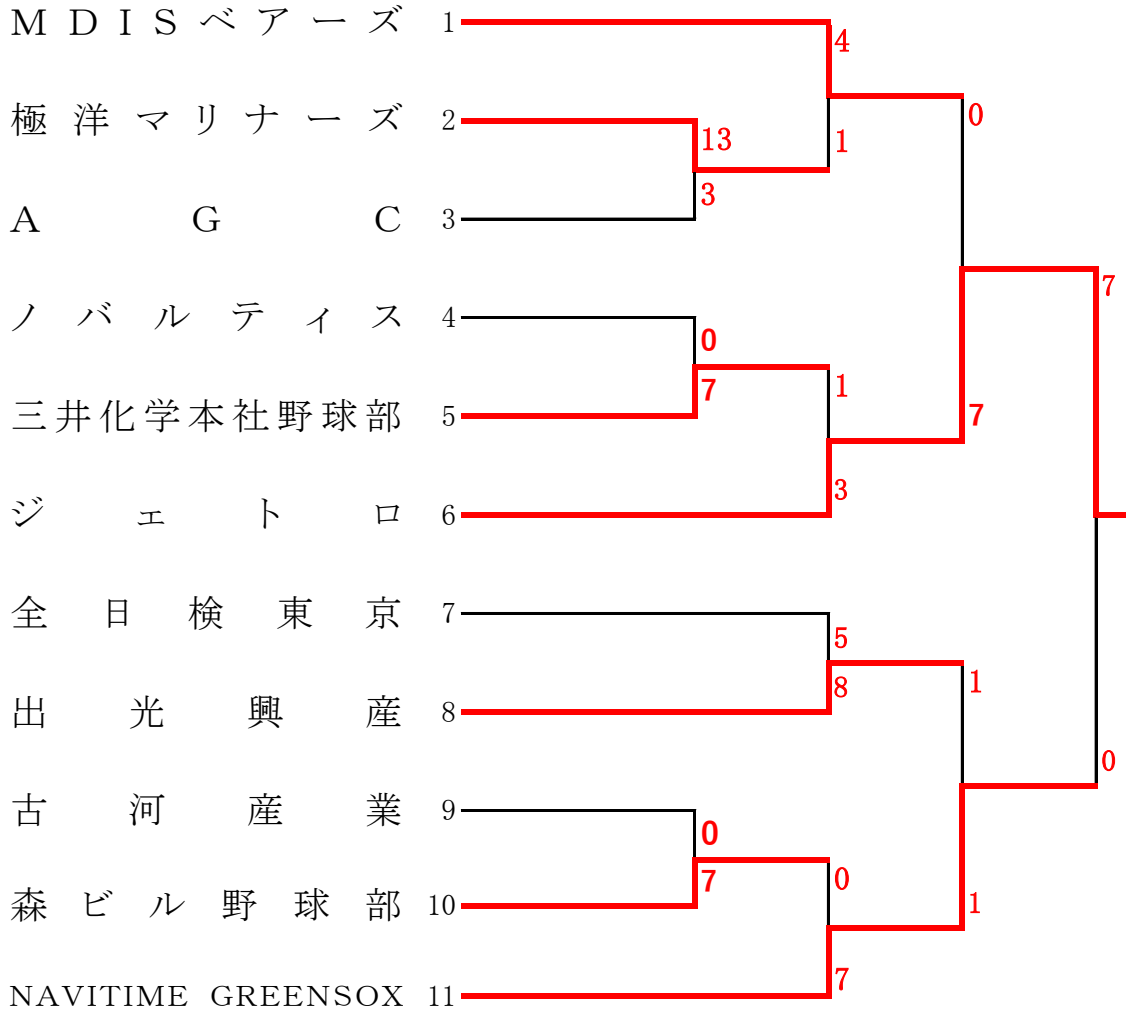 MDISベアーズ 1
4
0
極洋マリナーズ 2
13
1
3
AGC 3
7
ノバルティス 4
0
1
7
三井化学本社野球部 5
7
3
ジェトロ 6
全日検東京 7
5
8
1
出光興産 8
0
古河産業 9
0
7
0
1
森ビル野球部 10
7
NAVITIME GREENSOX 11